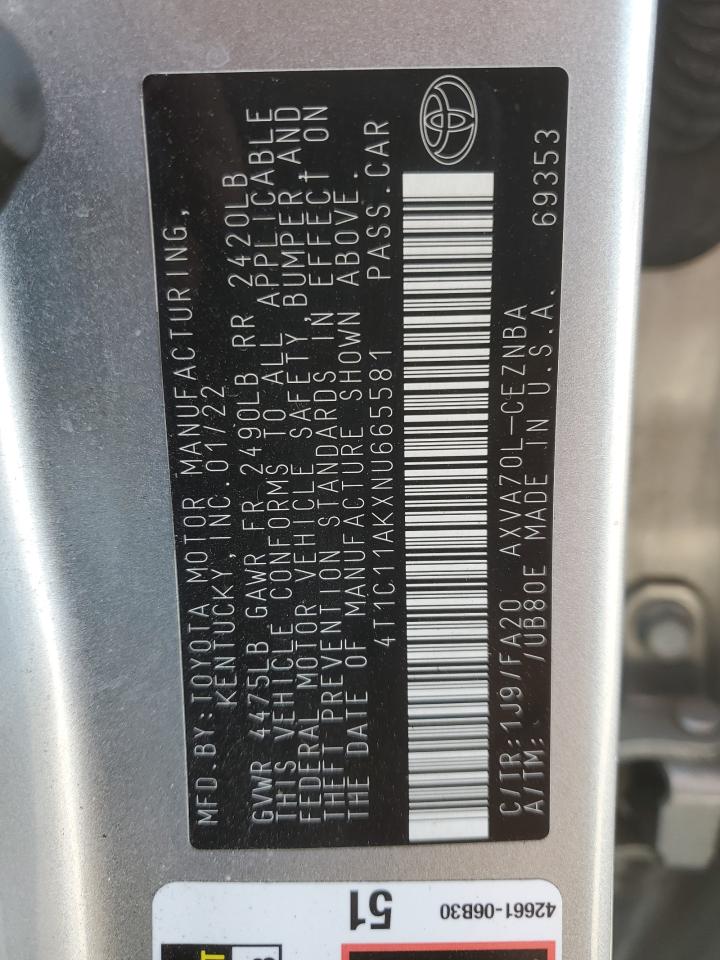 MFD.BY:TOYOTA MOTOR MANUFACTURING,
KENTUCKY, INC.01/22
GVWR 4475LB GAWR FR 2490LB RR 2420LB
THIS VEHICLE CONFORMS TO ALL APPLICABLE
FEDERAL MOTOR VEHICLE SAFETY, BUMPER, AND
THEFT PREVENTION STANDARDS IN EFFECT ON
THE DATE OF MANUFACTURE SHOWN ABOVE.
4T1C11AKXNU665581 PASS.CAR
C/TR:1J9/FA20 AXVA70L-CEZNBA 69353
A/TM: /UB80E MADE IN U.S.A.
42661-06B30
51